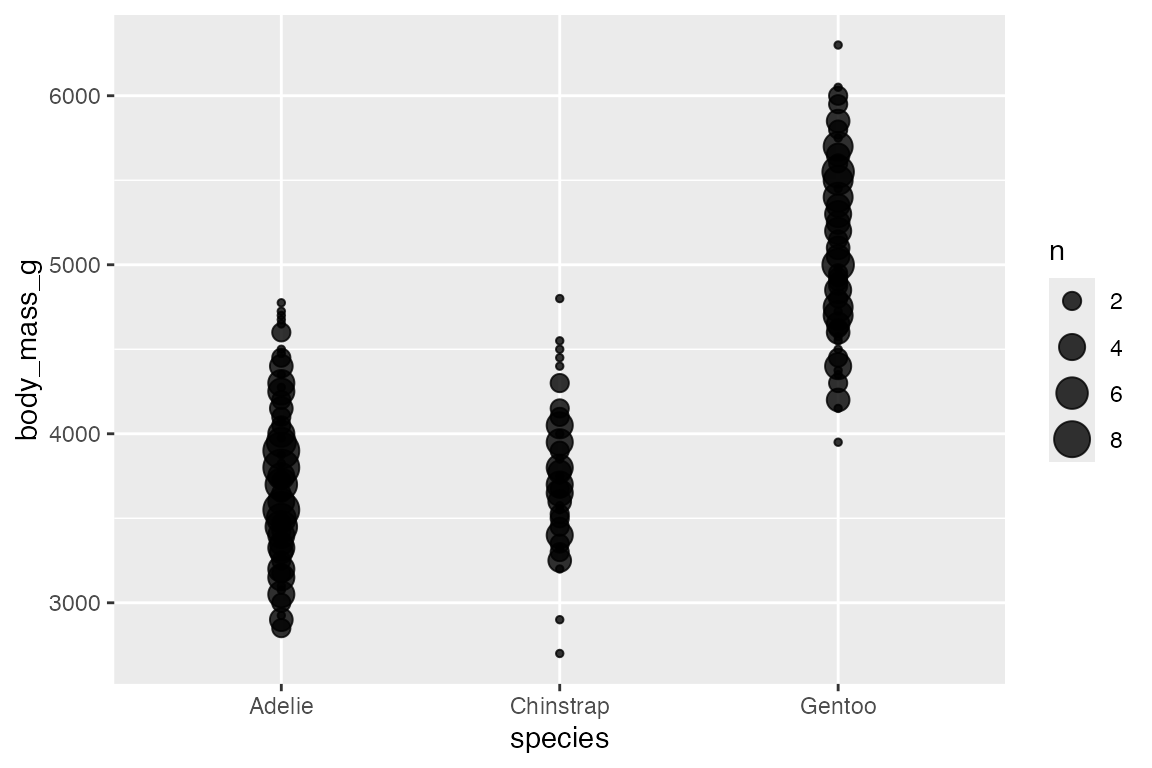 6000
5000
4000
3000
body_mass_g
Adelie
Chinstrap
Gentoo
species
n
2
4
6
8